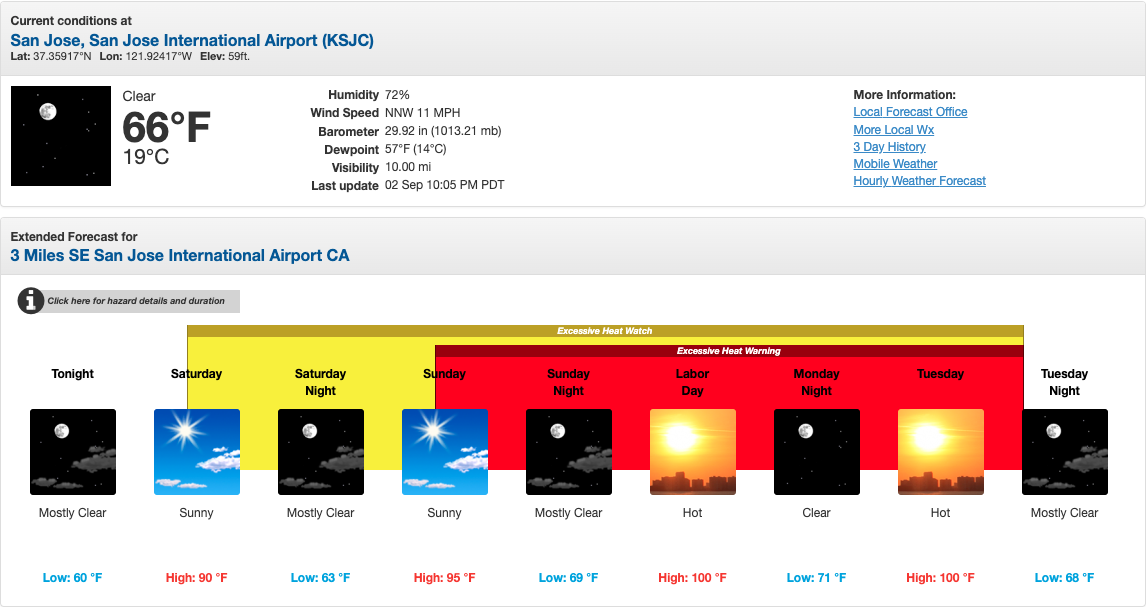 Current conditions at
San Jose, San Jose International Airport (KSJC)
Lat: 37.35917°N Lon: 121.92417°W Elev: 59ft.
Clear
66°F
19°C
Humidity 72%
Wind Speed NNW 11 MPH
Barometer 29.92 in (1013.21 mb)
Dewpoint 57°F (14°C)
Visibility 10.00 mi
Last update 02 Sep 10:05 PM PDT
More Information:
Local Forecast Office
More Local Wx
3 Day History
Mobile Weather
Hourly Weather Forecast
Extended Forecast for
3 Miles SE San Jose International Airport CA
i Click here for hazard details and duration
Excessive Heat Watch
Excessive Heat Warning
Tonight Saturday Saturday Sunday Sunday Labor Monday Tuesday Tuesday
Night Night Day Night Night
Mostly Clear Sunny Mostly Clear Sunny Mostly Clear Hot Clear Hot Mostly Clear
Low: 60 °F High: 90 °F Low: 63 °F High: 95 °F Low: 69 °F High: 100 °F Low: 71 °F High: 100 °F Low: 68 °F